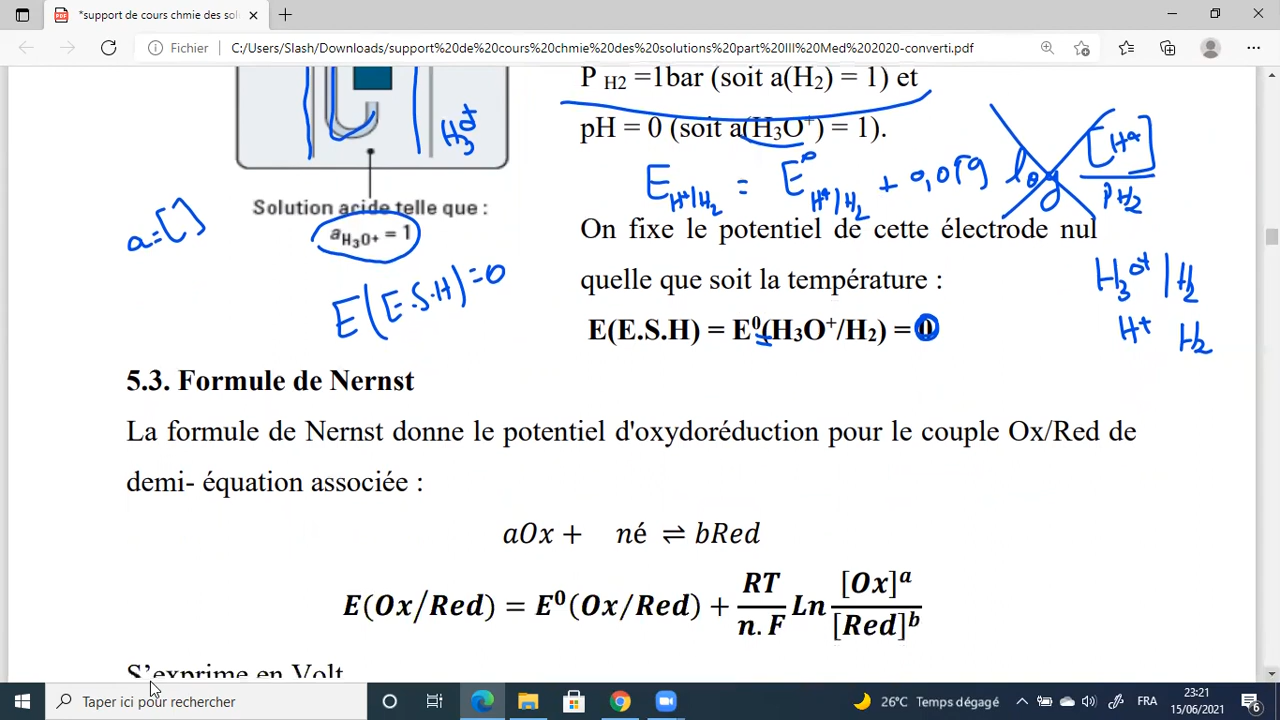 *support de cours chmie des sol
Fichier
C:/Users/Slash/Downloads/support%20de%20cours%20chmie%20des%20solutions%20part%20III%20Med%202020-converti.pdf
P H2 =1bar (soit a(H2) = 1) et
pH = 0 (soit a(H3O+) = 1).
H3+
E H+/H2 = E° H+/H2 + 0,059 log [H+] / PH2
Solution acide telle que :
aH3O+ = 1
a=[ ]
E(E.S.H)=0
On fixe le potentiel de cette électrode nul
quelle que soit la température :
H3O+ | H2
H+ H2
E(E.S.H) = E0(H3O+/H2) = 0
5.3. Formule de Nernst
La formule de Nernst donne le potentiel d'oxydoréduction pour le couple Ox/Red de
demi- équation associée :
aOx + né ⇌ bRed
E(Ox/Red) = E0(Ox/Red) + RT/n.F Ln [Ox]a/[Red]b
S'exprime en Volt
Taper ici pour rechercher
26°C Temps dégagé
FRA
23:21
15/06/2021
6